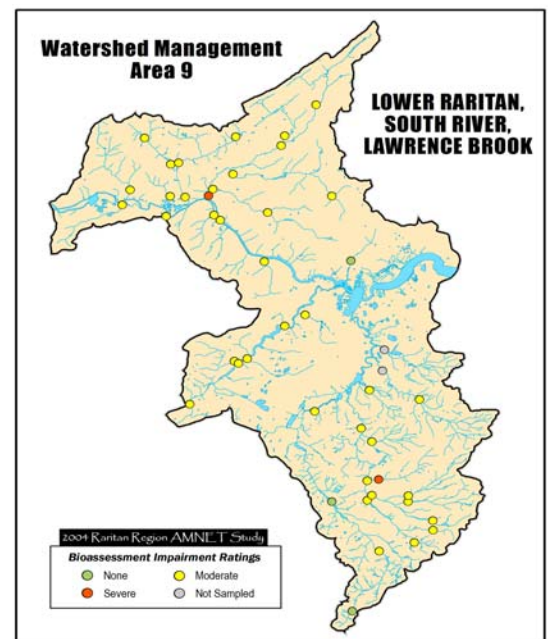 Watershed Management
Area 9
LOWER RARITAN,
SOUTH RIVER,
LAWRENCE BROOK
2004 Raritan Region AMNET Study
Bioassessment Impairment Ratings
None
Moderate
Severe
Not Sampled